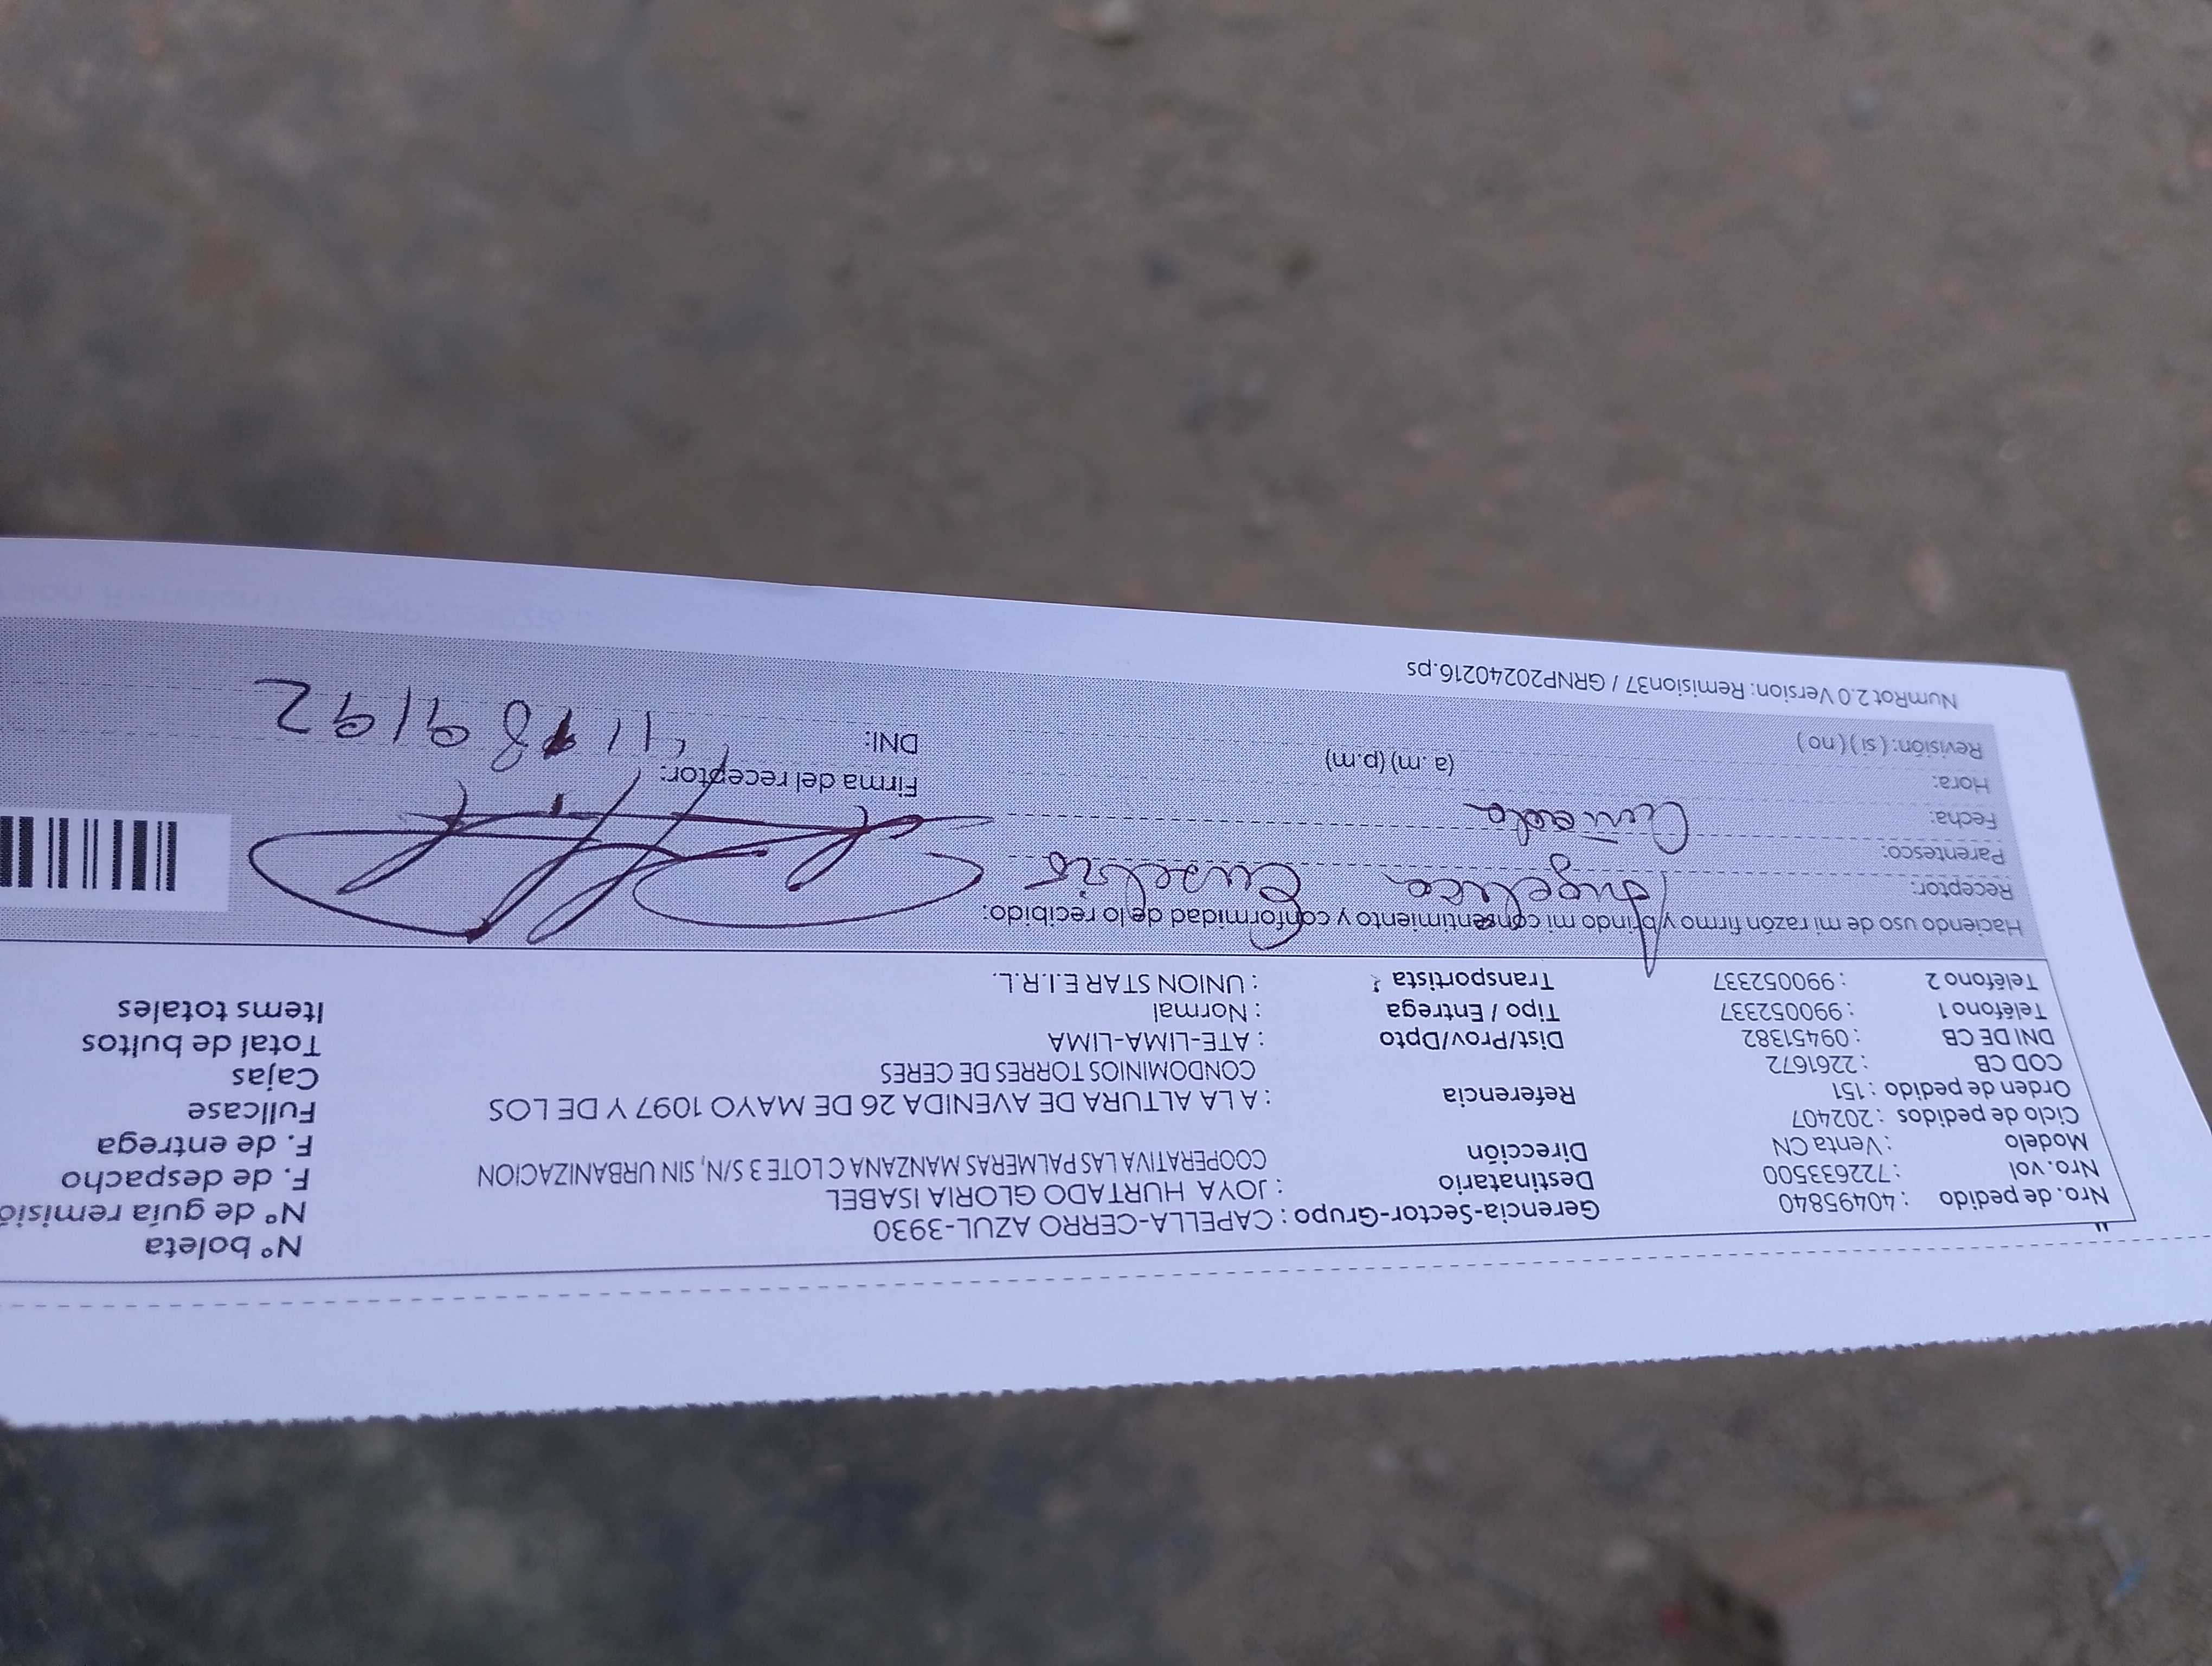 Nro. de pedido : 40495840 Gerencia-Sector-Grupo : CAPELLA-CERRO AZUL-3930 N° boleta
Nro. vol : 722633500 Destinatario : JOYA HURTADO GLORIA ISABEL N° de guía remisió
Modelo : Venta CN Dirección COOPERATIVA LAS PALMERAS MANZANA C LOTE 3 S/N, SIN URBANIZACION F. de despacho
Ciclo de pedidos : 202407 F. de entrega
Orden de pedido : 151 Referencia : A LA ALTURA DE AVENIDA 26 DE MAYO 1097 Y DE LOS Fullcase
COD CB : 2261672 CONDOMINIOS TORRES DE CERES Cajas
DNI DE CB : 09451382 Dist/Prov/Dpto : ATE-LIMA-LIMA Total de bultos
Teléfono 1 : 990052337 Tipo / Entrega : Normal Items totales
Teléfono 2 : 990052337 Transportista : UNION STAR E.I.R.L.
Haciendo uso de mi razón firmo y brindo mi consentimiento y conformidad de lo recibido:
Receptor: Angelica
Parentesco:
Fecha: Cuñada
Hora: (a. m) (p.m) Firma del receptor:
Revisión: ( si ) ( no ) DNI:
NumRot 2.0 Version: Remision37 / GRNP20240216.ps